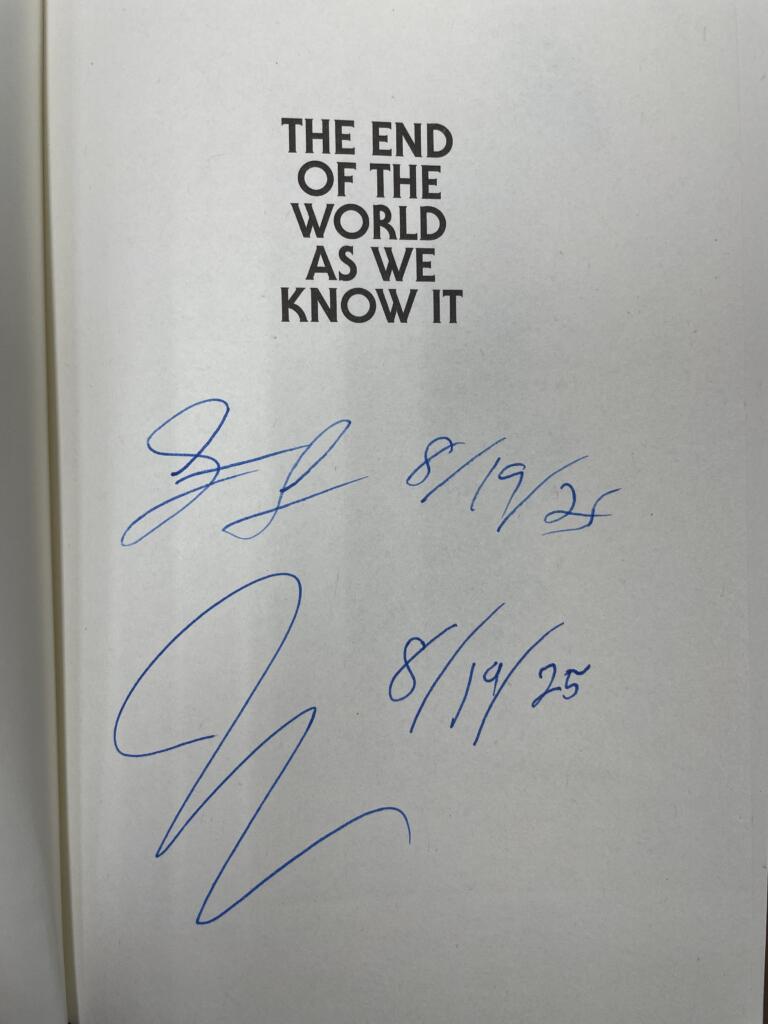 THE END
OF THE
WORLD
AS WE
KNOW IT
8/19/25
8/19/25